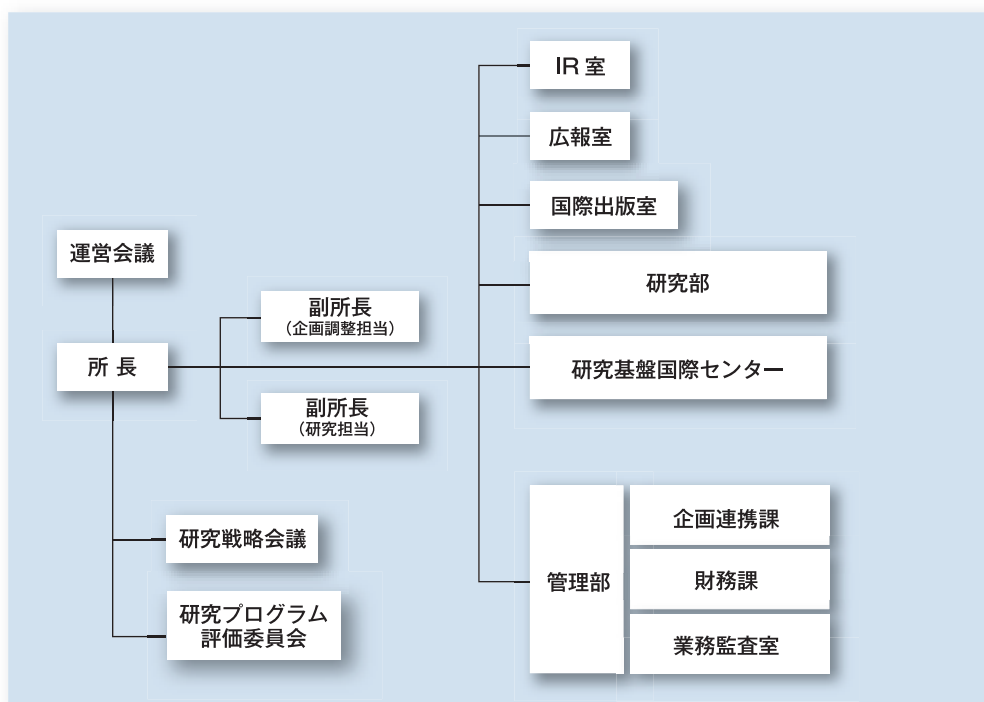 IR 室
広報室
国際出版室
運営会議
研究部
副所長
（企画調整担当）
所 長
研究基盤国際センター
副所長
（研究担当）
企画連携課
研究戦略会議
管理部
財務課
研究プログラム
評価委員会
業務監査室